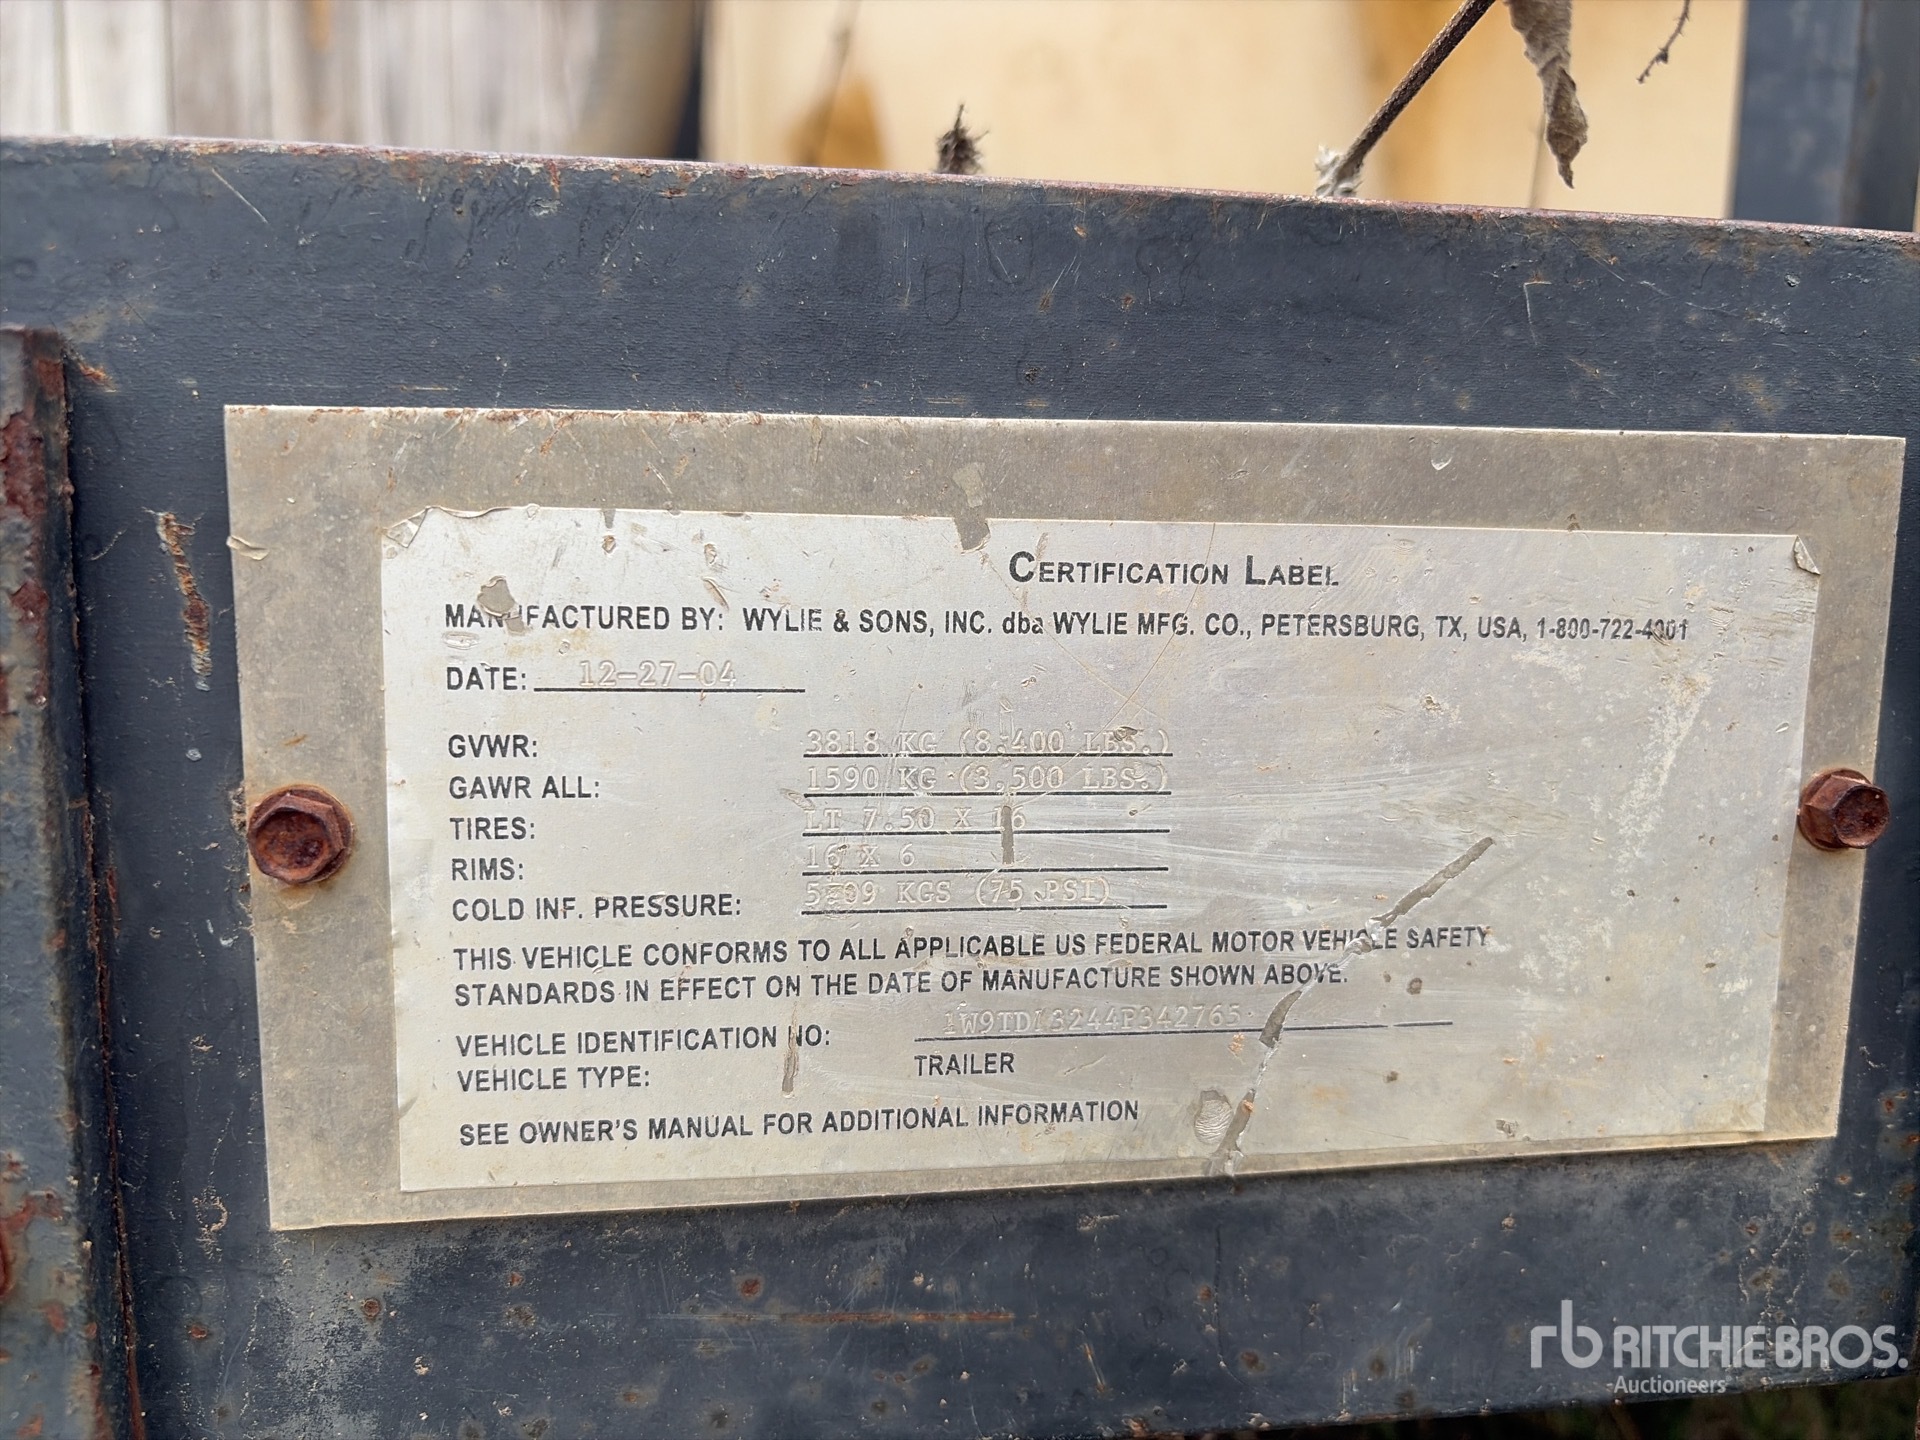 CERTIFICATION LABEL
MANUFACTURED BY: WYLIE & SONS, INC. dba WYLIE MFG. CO., PETERSBURG, TX, USA, 1-800-722-4001
DATE: 12-27-04
GVWR: 3818 KG (8,400 LBS.)
GAWR ALL: 1590 KG (3,500 LBS.)
TIRES: LT 7.50 X 16
RIMS: 16 X 6
COLD INF. PRESSURE: KGS (75 PSI)
THIS VEHICLE CONFORMS TO ALL APPLICABLE US FEDERAL MOTOR VEHICLE SAFETY
STANDARDS IN EFFECT ON THE DATE OF MANUFACTURE SHOWN ABOVE.
VEHICLE IDENTIFICATION NO:
VEHICLE TYPE: TRAILER
SEE OWNER'S MANUAL FOR ADDITIONAL INFORMATION
rb RITCHIE BROS.
Auctioneers